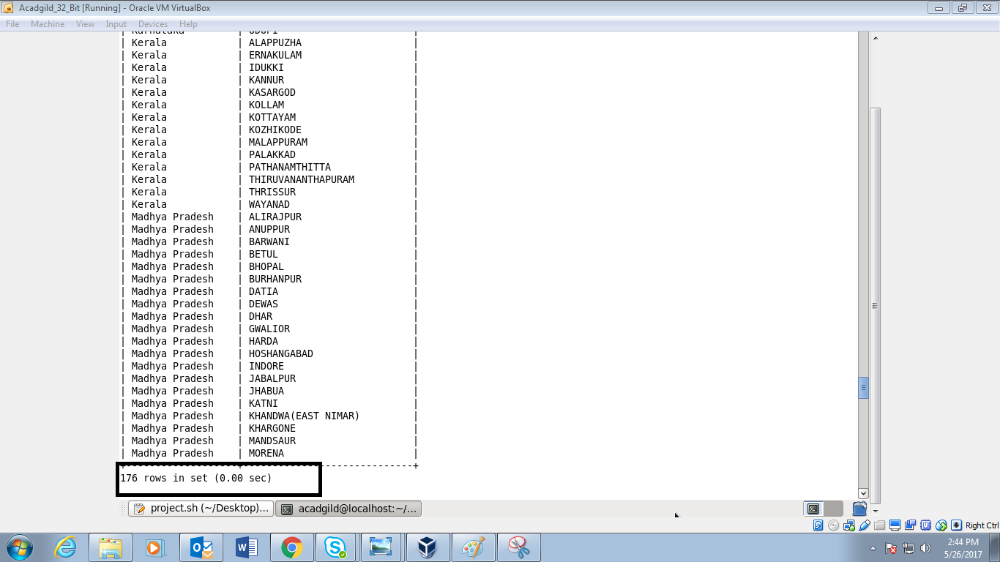 Acadgild_32_Bit [Running] - Oracle VM VirtualBox
File Machine View Input Devices Help
| Karnataka | UDUPI |
| Kerala | ALAPPUZHA |
| Kerala | ERNAKULAM |
| Kerala | IDUKKI |
| Kerala | KANNUR |
| Kerala | KASARGOD |
| Kerala | KOLLAM |
| Kerala | KOTTAYAM |
| Kerala | KOZHIKODE |
| Kerala | MALAPPURAM |
| Kerala | PALAKKAD |
| Kerala | PATHANAMTHITTA |
| Kerala | THIRUVANANTHAPURAM |
| Kerala | THRISSUR |
| Kerala | WAYANAD |
| Madhya Pradesh | ALIRAJPUR |
| Madhya Pradesh | ANUPPUR |
| Madhya Pradesh | BARWANI |
| Madhya Pradesh | BETUL |
| Madhya Pradesh | BHOPAL |
| Madhya Pradesh | BURHANPUR |
| Madhya Pradesh | DATIA |
| Madhya Pradesh | DEWAS |
| Madhya Pradesh | DHAR |
| Madhya Pradesh | GWALIOR |
| Madhya Pradesh | HARDA |
| Madhya Pradesh | HOSHANGABAD |
| Madhya Pradesh | INDORE |
| Madhya Pradesh | JABALPUR |
| Madhya Pradesh | JHABUA |
| Madhya Pradesh | KATNI |
| Madhya Pradesh | KHANDWA(EAST NIMAR) |
| Madhya Pradesh | KHARGONE |
| Madhya Pradesh | MANDSAUR |
| Madhya Pradesh | MORENA |
176 rows in set (0.00 sec)
project.sh (~/Desktop)... acadgild@localhost:~/...
Right Ctrl
2:44 PM
5/26/2017